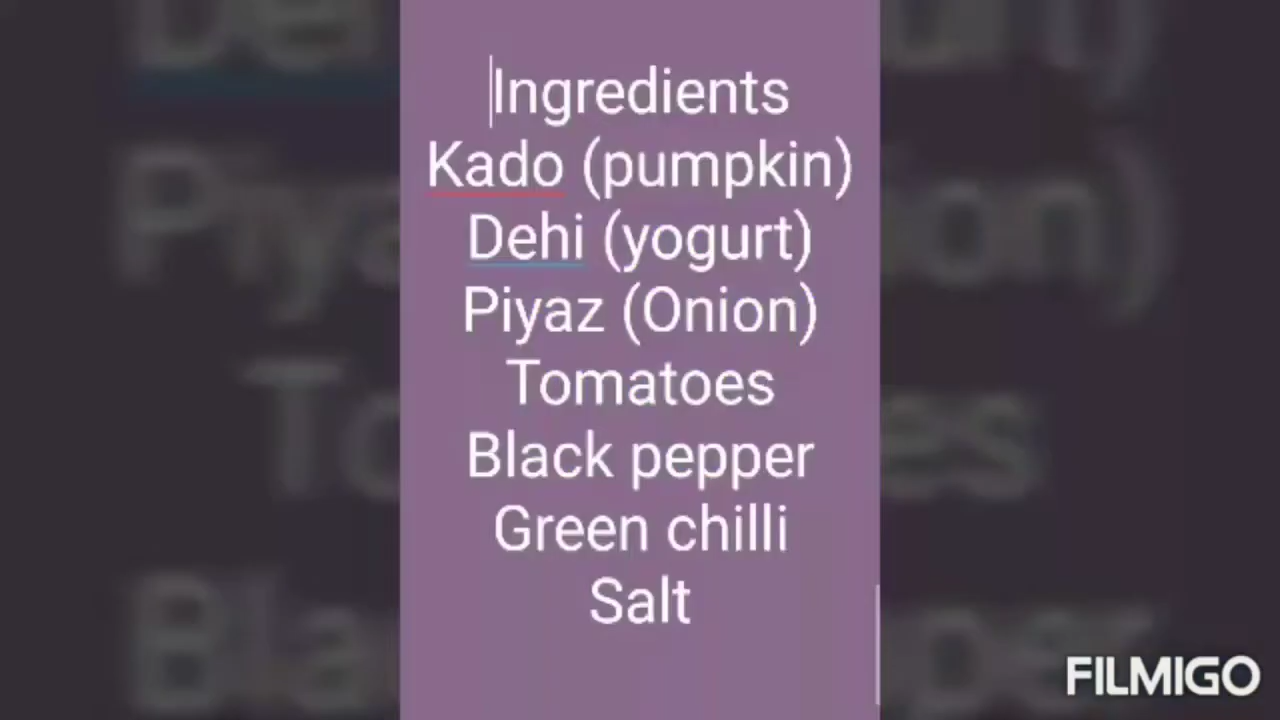 Ingredients
Kado (pumpkin)
Dehi (yogurt)
Piyaz (Onion)
Tomatoes
Black pepper
Green chilli
Salt
FILMIGO